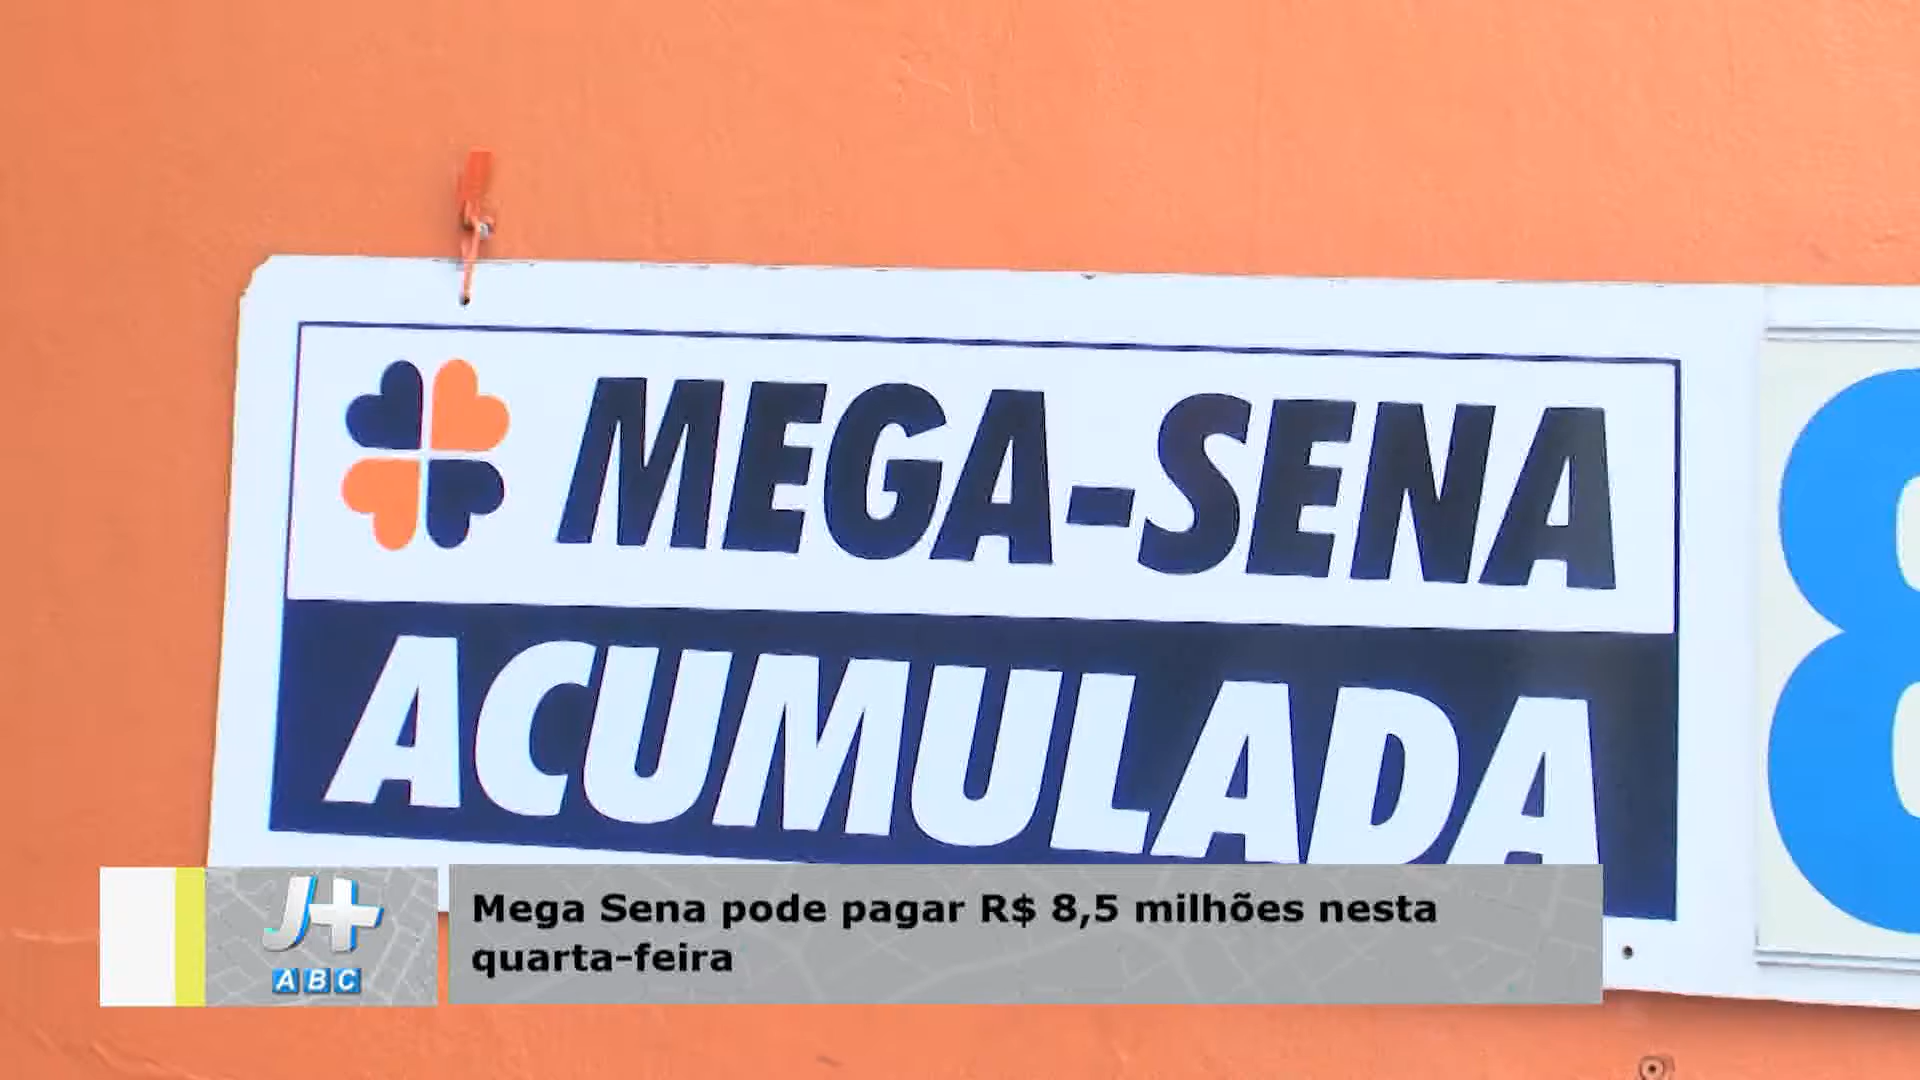 MEGA-SENA
ACUMULADA
8
J+
ABC
Mega Sena pode pagar R$ 8,5 milhões nesta
quarta-feira